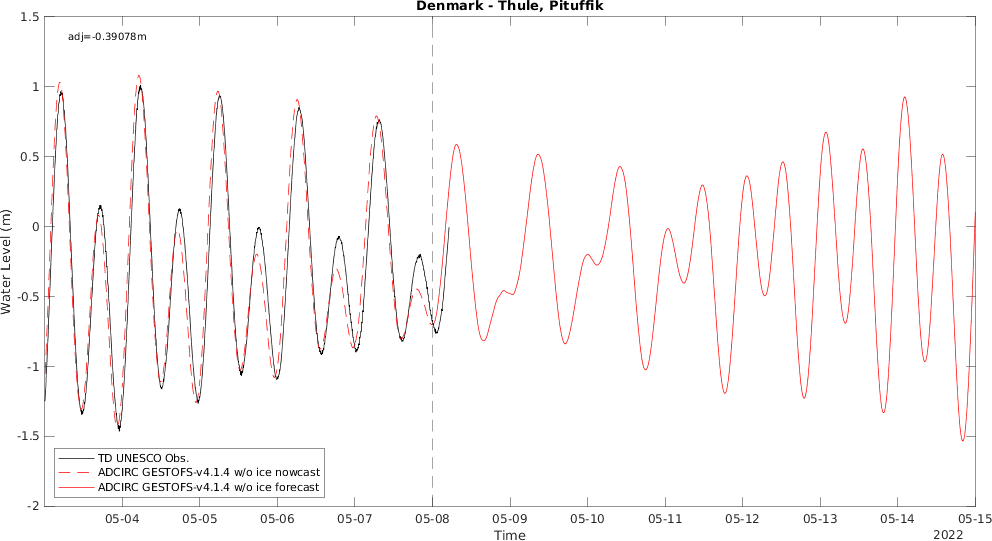 Denmark - Thule, Pituffik
adj=-0.39078m
1.5
1
0.5
0
-0.5
-1
-1.5
-2
Water Level (m)
TD UNESCO Obs.
ADCIRC GESTOFS-v4.1.4 w/o ice nowcast
ADCIRC GESTOFS-v4.1.4 w/o ice forecast
05-04 05-05 05-06 05-07 05-08 05-09 05-10 05-11 05-12 05-13 05-14 05-15
Time
2022